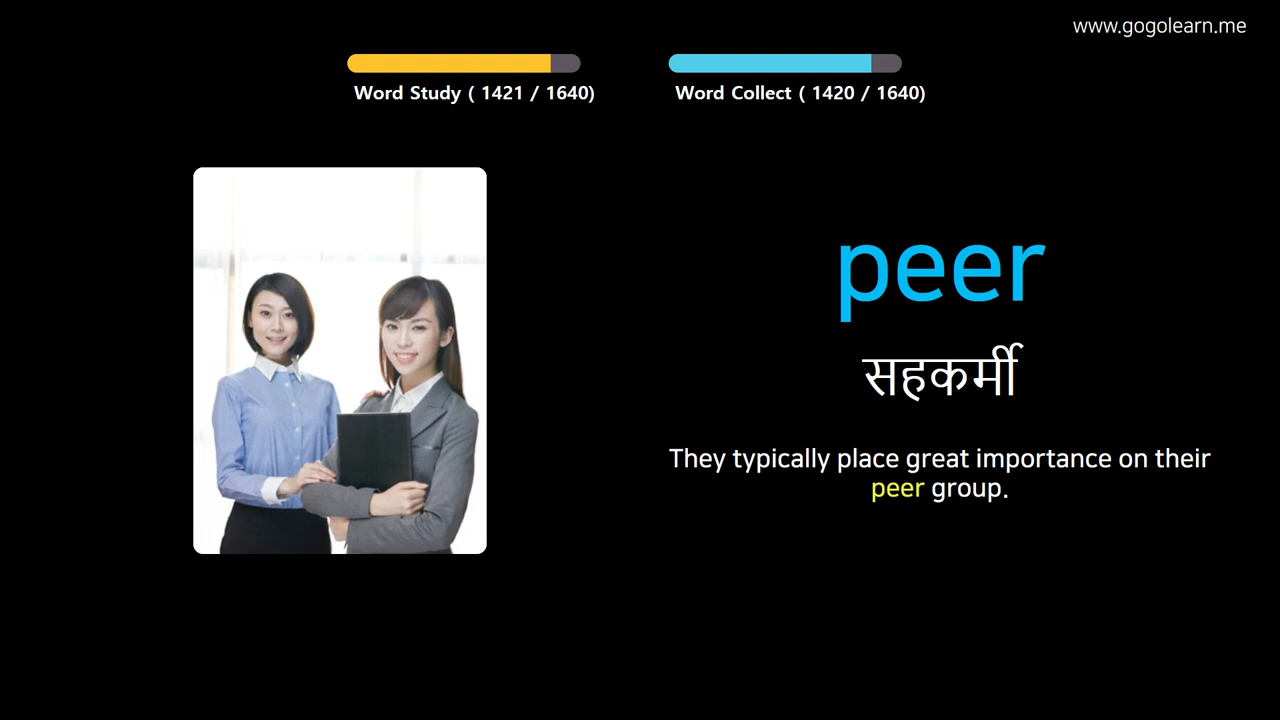 www.gogolearn.me
Word Study ( 1421 / 1640)
Word Collect ( 1420 / 1640)
peer
सहकर्मी
They typically place great importance on their
peer group.